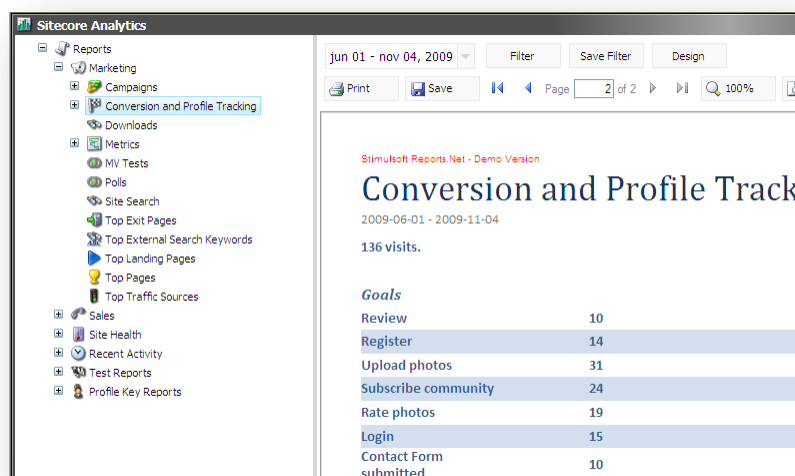 Sitecore Analytics
Reports
Marketing
Campaigns
Conversion and Profile Tracking
Downloads
Metrics
MV Tests
Polls
Site Search
Top Exit Pages
Top External Search Keywords
Top Landing Pages
Top Pages
Top Traffic Sources
Sales
Site Health
Recent Activity
Test Reports
Profile Key Reports
jun 01 - nov 04, 2009 Filter Save Filter Design
Print Save Page 2 of 2 100%
Stimulsoft Reports.Net - Demo Version
Conversion and Profile Track
2009-06-01 - 2009-11-04
136 visits.
Goals
Review 10
Register 14
Upload photos 31
Subscribe community 24
Rate photos 19
Login 15
Contact Form
submitted 10